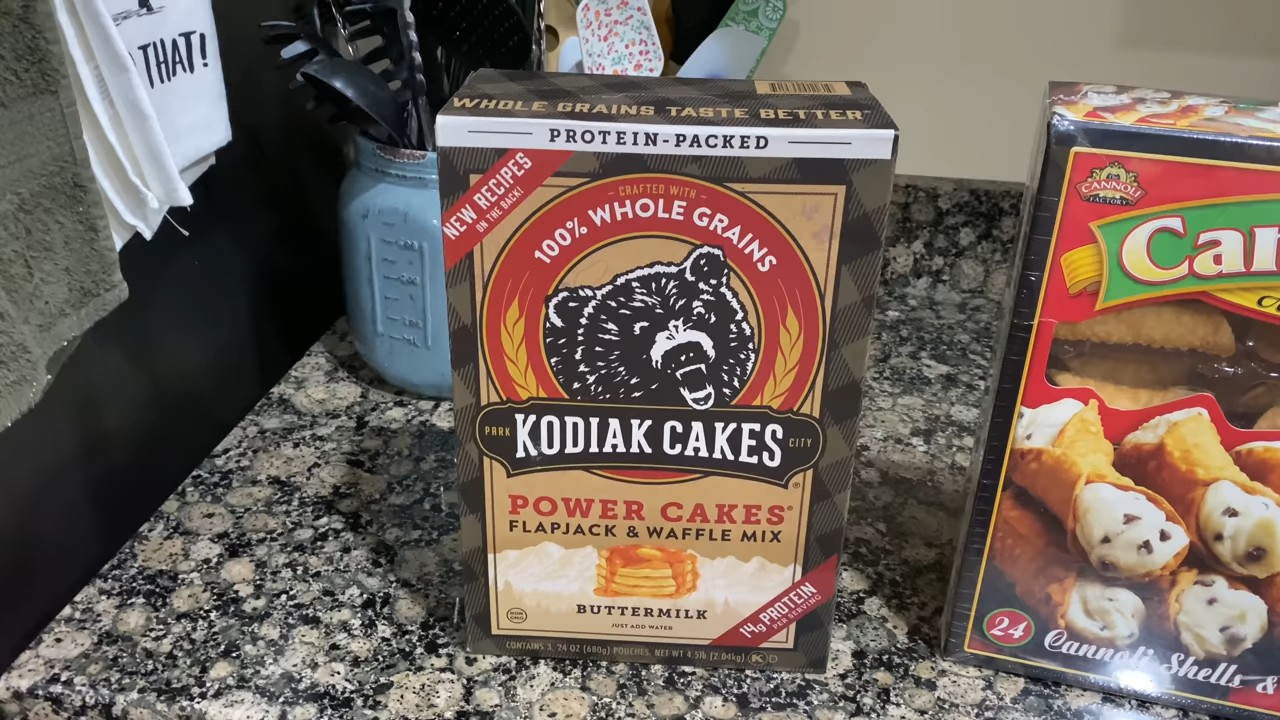 THAT!
WHOLE GRAINS TASTE BETTER
PROTEIN-PACKED
NEW RECIPES
ON THE BACK!
CRAFTED WITH
100% WHOLE GRAINS
PARK
KODIAK CAKES
CITY
®
POWER CAKES®
FLAPJACK & WAFFLE MIX
BUTTERMILK
JUST ADD WATER
NON
GMO
14g PROTEIN
PER SERVING
CONTAINS 3, 24 OZ (680g) POUCHES. NET WT 4.5lb (2.04kg) K D
CANNOLI
FACTORY
Can
24
Cannoli Shells &